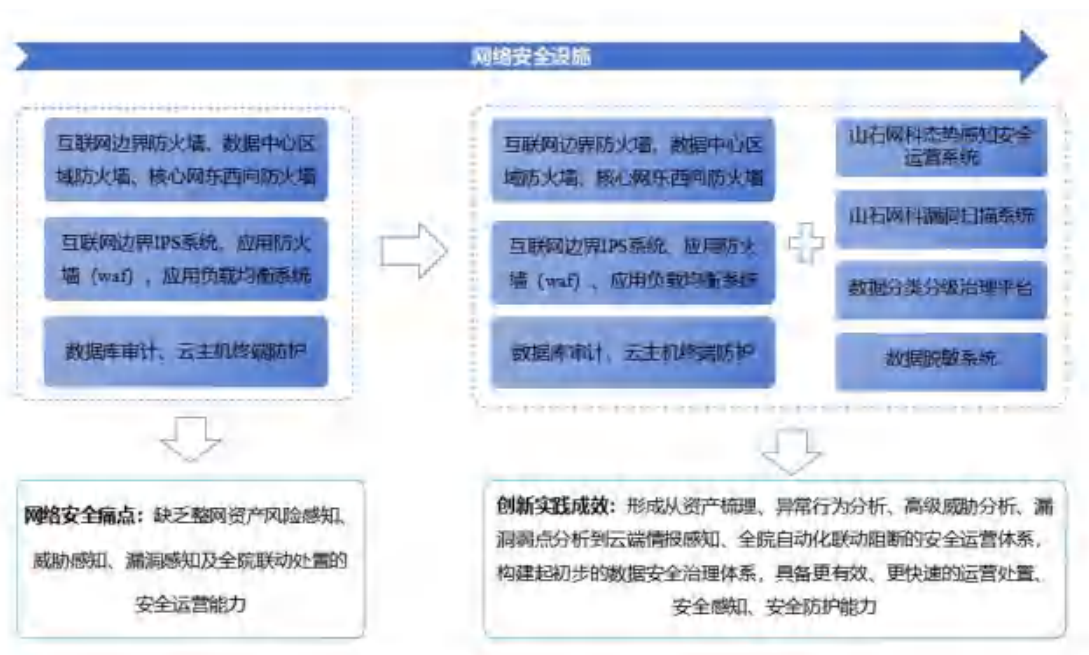 网络安全设施
互联网边界防火墙、数据中心区
域防火墙、核心网东西向防火墙
互联网边界IPS系统、应用防火
墙（waf）、应用负载均衡系统
数据库审计、云主机终端防护
互联网边界防火墙、数据中心区
域防火墙、核心网东西向防火墙
互联网边界IPS系统、应用防火
墙（waf）、应用负载均衡系统
数据库审计、云主机终端防护
山石网科态势感知安全
运营系统
山石网科漏洞扫描系统
数据分类分级治理平台
数据脱敏系统
网络安全痛点：缺乏整网资产风险感知、
威胁感知、漏洞感知及全院联动处置的
安全运营能力
创新实践成效：形成从资产梳理、异常行为分析、高级威胁分析、漏
洞弱点分析到云端情报感知、全院自动化联动阻断的安全运营体系，
构建起初步的数据安全治理体系，具备更有效、更快速的运营处置、
安全感知、安全防护能力